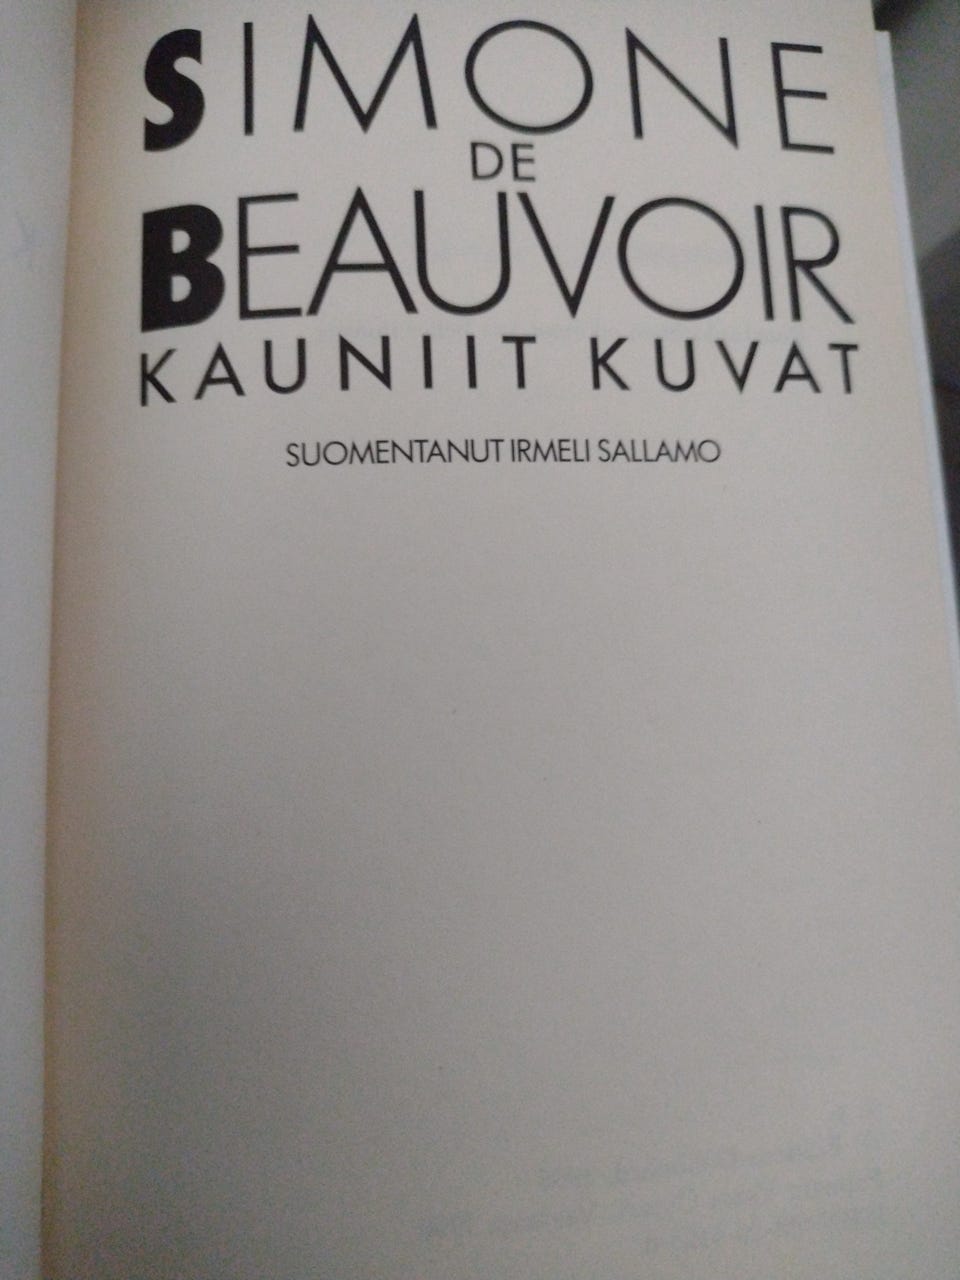 SIMONE
DE
BEAUVOIR
KAUNIIT KUVAT
SUOMENTANUT IRMELI SALLAMO